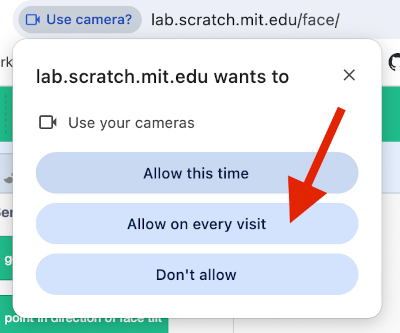 Use camera? lab.scratch.mit.edu/face/
lab.scratch.mit.edu wants to
Use your cameras
Allow this time
Allow on every visit
Don't allow
point in direction of face tilt